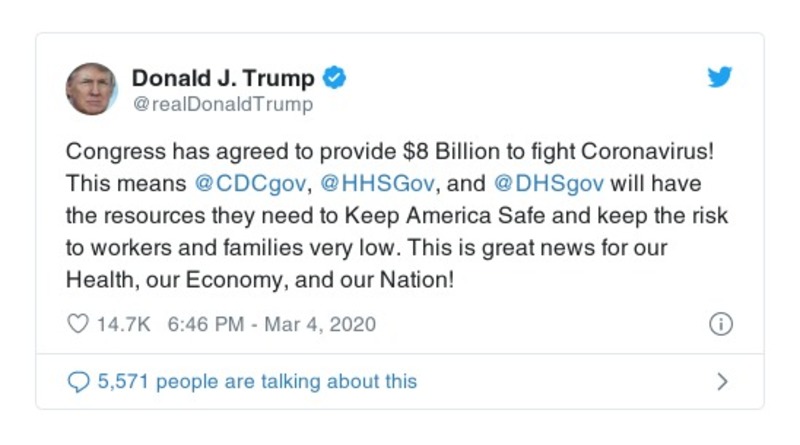 Donald J. Trump
@realDonaldTrump
Congress has agreed to provide $8 Billion to fight Coronavirus!
This means @CDCgov, @HHSGov, and @DHSgov will have
the resources they need to Keep America Safe and keep the risk
to workers and families very low. This is great news for our
Health, our Economy, and our Nation!
14.7K 6:46 PM - Mar 4, 2020
5,571 people are talking about this